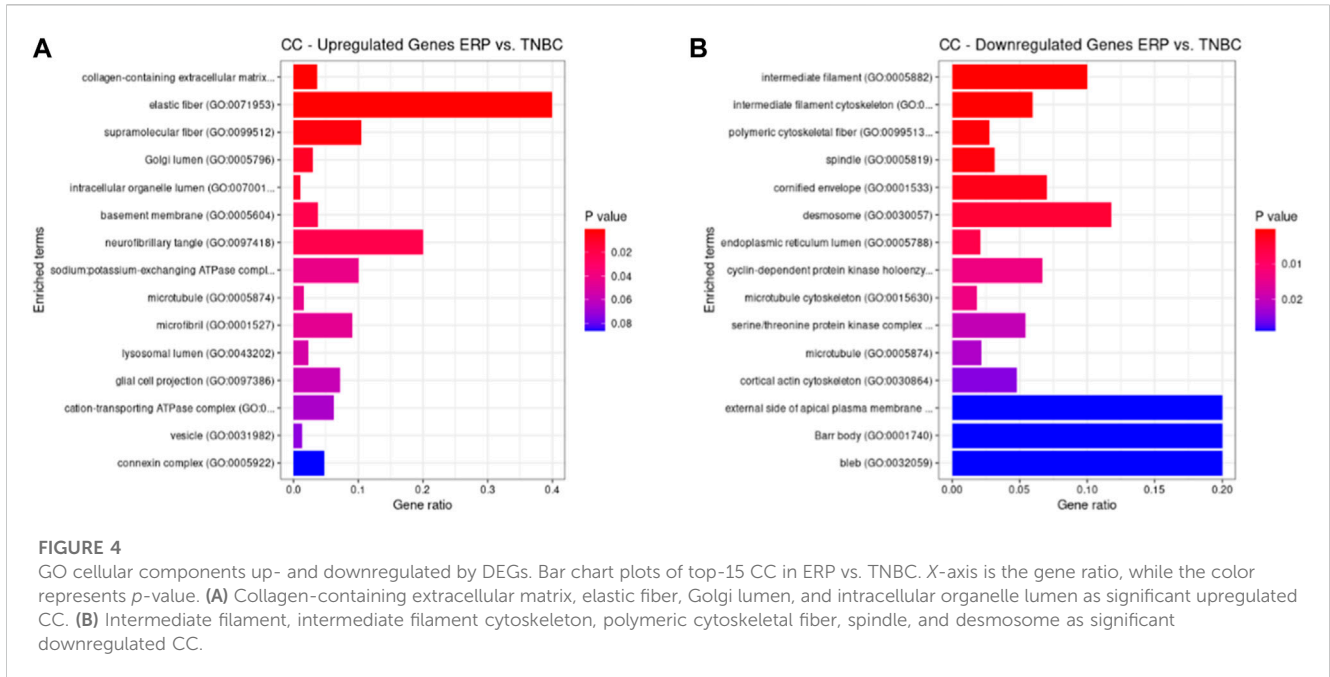 A
CC - Upregulated Genes ERP vs. TNBC
Enriched terms
collagen-containing extracellular matrix...
elastic fiber (GO:0071953)
supramolecular fiber (GO:0099512)
Golgi lumen (GO:0005796)
intracellular organelle lumen (GO:007001...
basement membrane (GO:0005604)
neurofibrillary tangle (GO:0097418)
sodium:potassium-exchanging ATPase compl...
microtubule (GO:0005874)
microfibril (GO:0001527)
lysosomal lumen (GO:0043202)
glial cell projection (GO:0097386)
cation-transporting ATPase complex (GO:0...
vesicle (GO:0031982)
connexin complex (GO:0005922)
0.0 0.1 0.2 0.3 0.4
Gene ratio
P value
0.02
0.04
0.06
0.08
B
CC - Downregulated Genes ERP vs. TNBC
Enriched terms
intermediate filament (GO:0005882)
intermediate filament cytoskeleton (GO:0...
polymeric cytoskeletal fiber (GO:0099513...
spindle (GO:0005819)
cornified envelope (GO:0001533)
desmosome (GO:0030057)
endoplasmic reticulum lumen (GO:0005788)
cyclin-dependent protein kinase holoenzy...
microtubule cytoskeleton (GO:0015630)
serine/threonine protein kinase complex ...
microtubule (GO:0005874)
cortical actin cytoskeleton (GO:0030864)
external side of apical plasma membrane ...
Barr body (GO:0001740)
bleb (GO:0032059)
0.00 0.05 0.10 0.15 0.20
Gene ratio
P value
0.01
0.02
FIGURE 4
GO cellular components up- and downregulated by DEGs. Bar chart plots of top-15 CC in ERP vs. TNBC. X-axis is the gene ratio, while the color
represents p-value. (A) Collagen-containing extracellular matrix, elastic fiber, Golgi lumen, and intracellular organelle lumen as significant upregulated
CC. (B) Intermediate filament, intermediate filament cytoskeleton, polymeric cytoskeletal fiber, spindle, and desmosome as significant
downregulated CC.